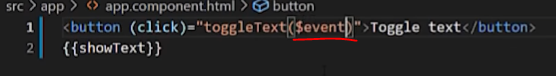 src > app > <> app.component.html > button
1 <button (click)="toggleText($event)">Toggle text</button>
2 {{showText}}